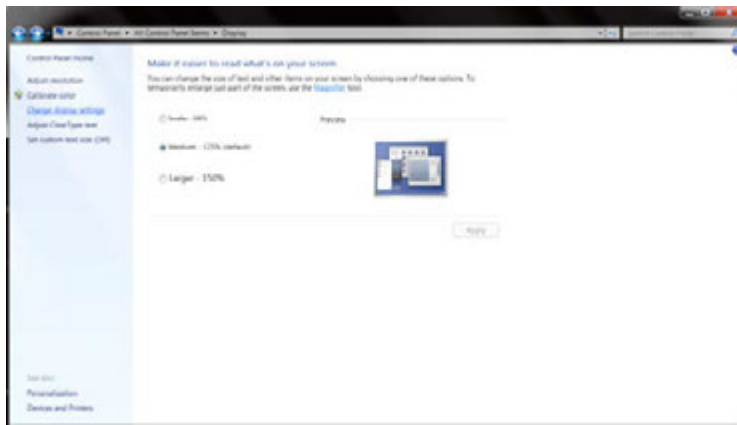 Control Panel ▸ All Control Panel Items ▸ Display
Control Panel Home
Adjust resolution
Calibrate color
Change display settings
Adjust ClearType text
Set custom text size (DPI)
Make it easier to read what's on your screen
You can change the size of text and other items on your screen by choosing one of these options. To
temporarily enlarge just part of the screen, use the Magnifier tool.
Smaller - 100%
Preview
Medium - 125% (default)
Larger - 150%
Apply
See also
Personalization
Devices and Printers